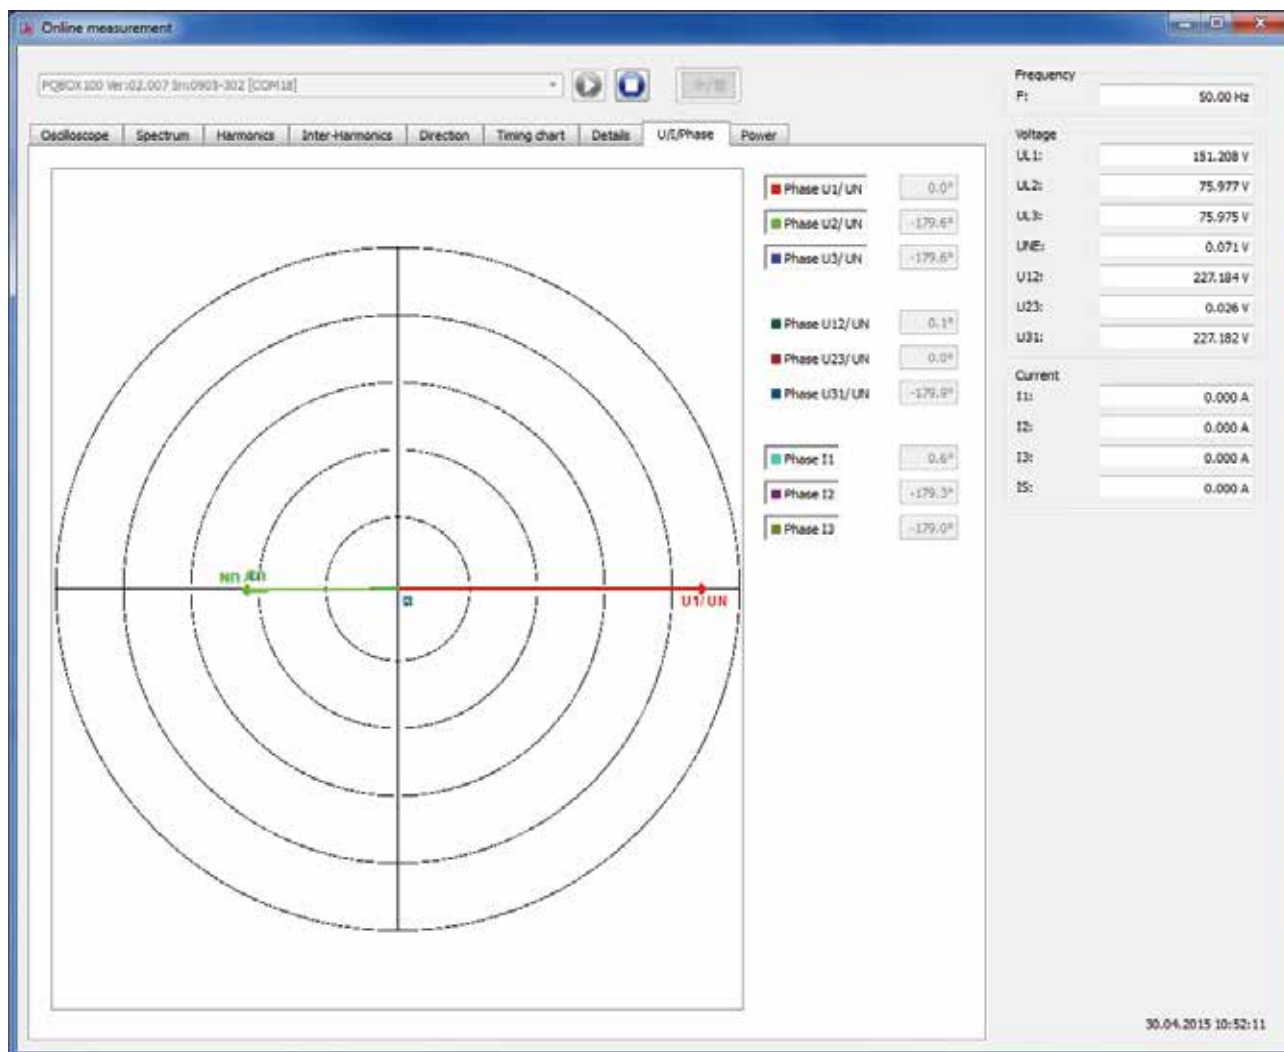 Online measurement
PQBOX100 Ver:02.007 Sn:0903-302 [COM18]
Oscilloscope Spectrum Harmonics Inter-Harmonics Direction Timing chart Details U/I/Phase Power
Phase U1/UN 0.0°
Phase U2/UN -179.6°
Phase U3/UN -179.6°
Phase U12/UN 0.1°
Phase U23/UN 0.0°
Phase U31/UN -179.9°
Phase I1 0.6°
Phase I2 -179.3°
Phase I3 -179.0°
U1/UN
Frequency
F: 50.00 Hz
Voltage
UL1: 151.208 V
UL2: 75.977 V
UL3: 75.975 V
UNE: 0.071 V
U12: 227.184 V
U23: 0.026 V
U31: 227.182 V
Current
I1: 0.000 A
I2: 0.000 A
I3: 0.000 A
IS: 0.000 A
30.04.2015 10:52:11